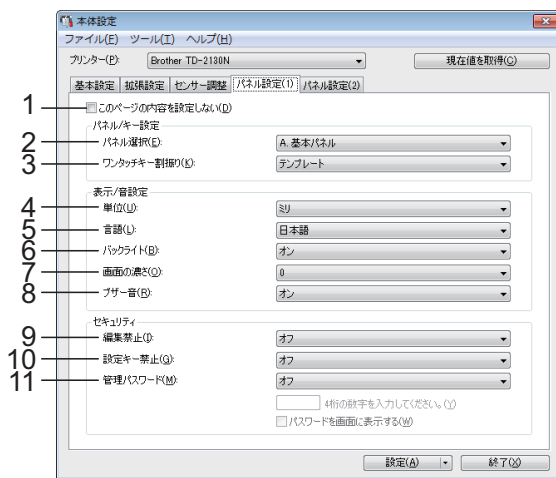 本体設定
ファイル(F) ツール(T) ヘルプ(H)
プリンター(P): Brother TD-2130N 現在値を取得(C)
基本設定 拡張設定 センサー調整 パネル設定(1) パネル設定(2)
1 このページの内容を設定しない(D)
パネル/キー設定
2 パネル選択(E): A. 基本パネル
3 ワンタッチキー割振り(K): テンプレート
表示/音設定
4 単位(U): ミリ
5 言語(L): 日本語
6 バックライト(B): オン
7 画面の濃さ(O): 0
8 ブザー音(R): オン
セキュリティ
9 編集禁止(I): オフ
10 設定キー禁止(G): オフ
11 管理パスワード(M): オフ
4桁の数字を入力してください。(Y)
パスワードを画面に表示する(W)
設定(A) 終了(X)